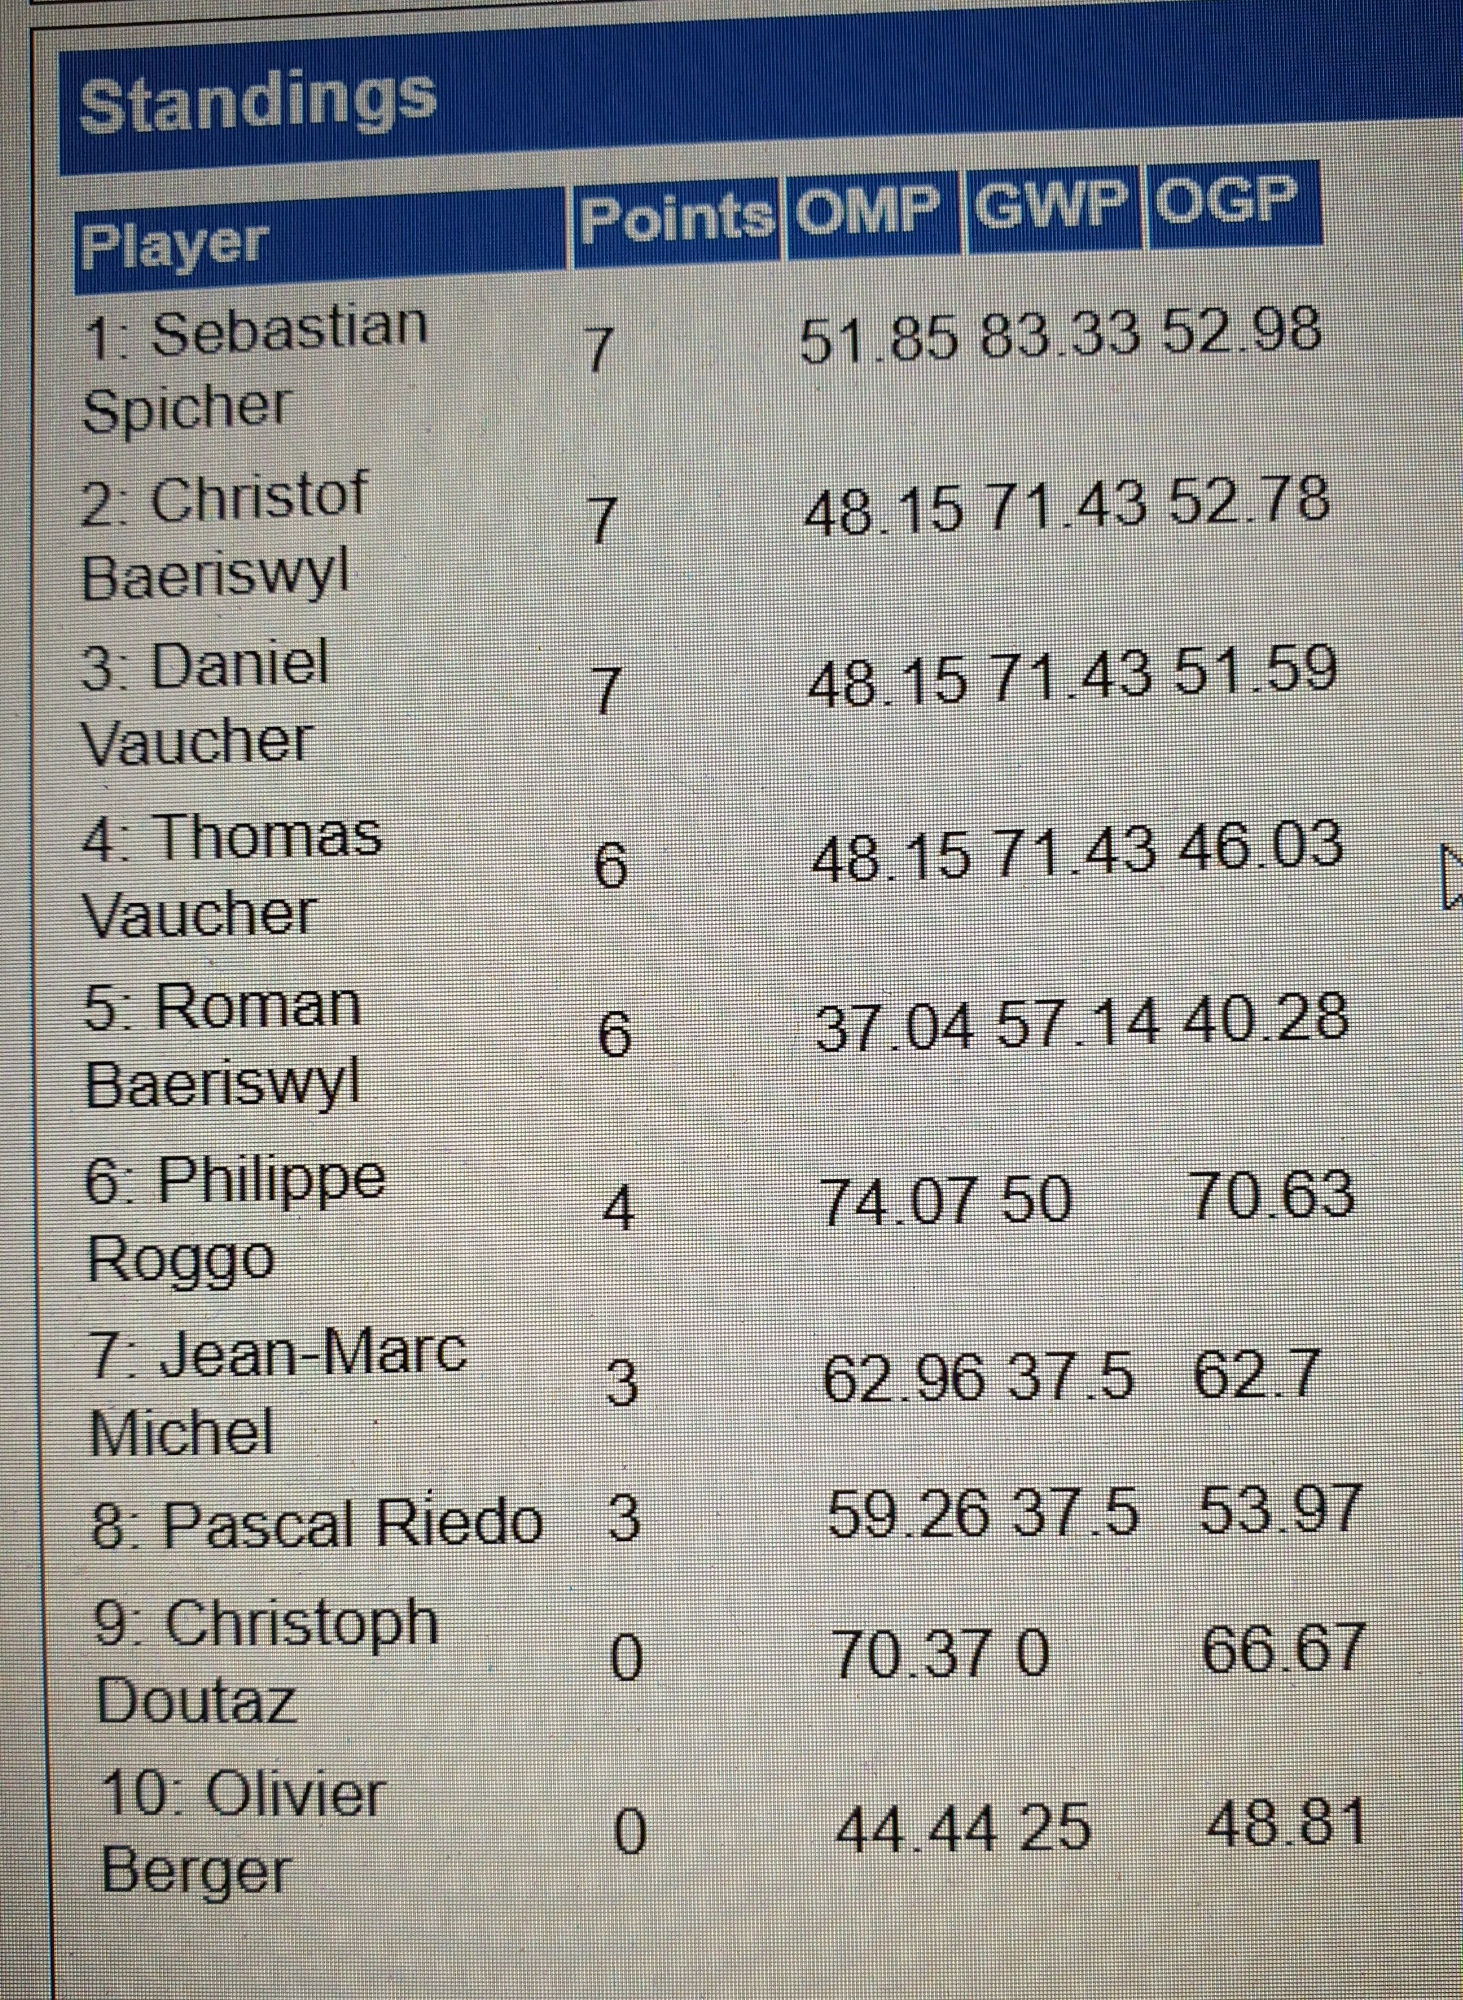 Standings
Player Points OMP GWP OGP
1: Sebastian
Spicher 7 51.85 83.33 52.98
2: Christof
Baeriswyl 7 48.15 71.43 52.78
3: Daniel
Vaucher 7 48.15 71.43 51.59
4: Thomas
Vaucher 6 48.15 71.43 46.03
5: Roman
Baeriswyl 6 37.04 57.14 40.28
6: Philippe
Roggo 4 74.07 50 70.63
7: Jean-Marc
Michel 3 62.96 37.5 62.7
8: Pascal Riedo 3 59.26 37.5 53.97
9: Christoph
Doutaz 0 70.37 0 66.67
10: Olivier
Berger 0 44.44 25 48.81